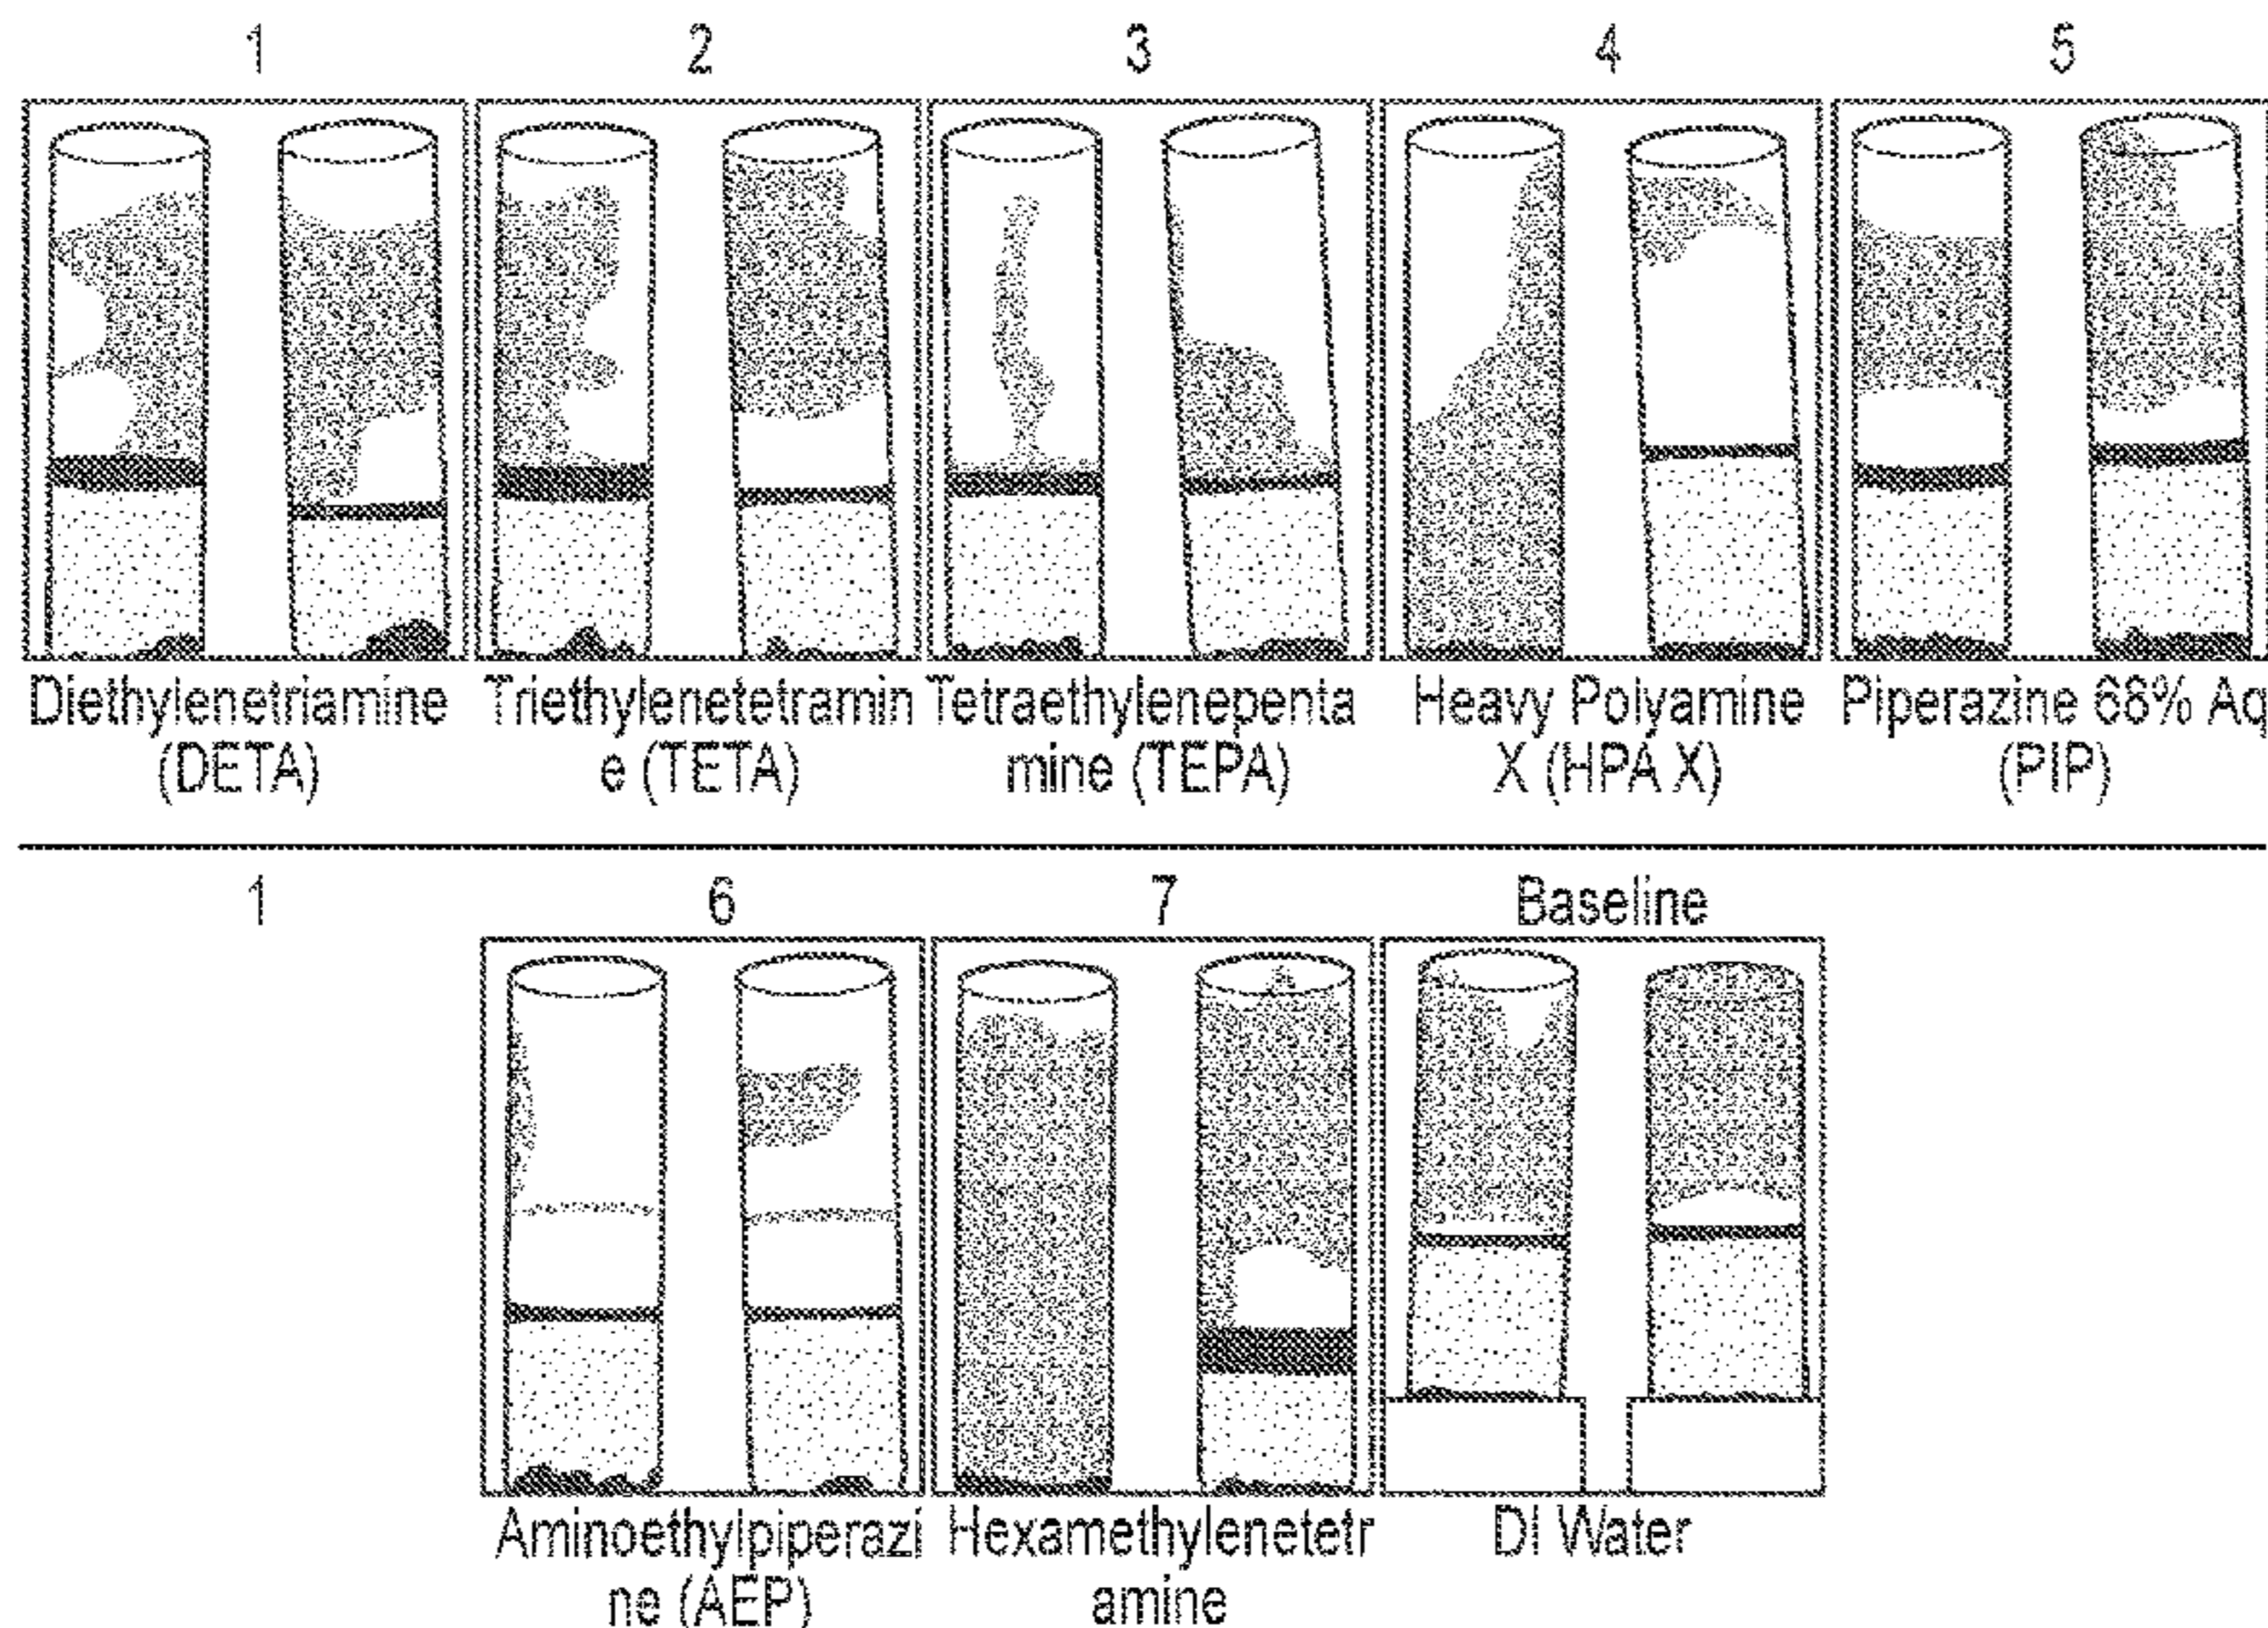 1 2 3 4 5
Diethylenetriamine Triethylenetetramin Tetraethylenepenta Heavy Polyamine Piperazine 68% Aq
(DETA) e (TETA) mine (TEPA) X (HPA X) (PIP)
1 6 7 Baseline
Aminoethylpiperazi Hexamethylenetetr DI Water
ne (AEP) amine